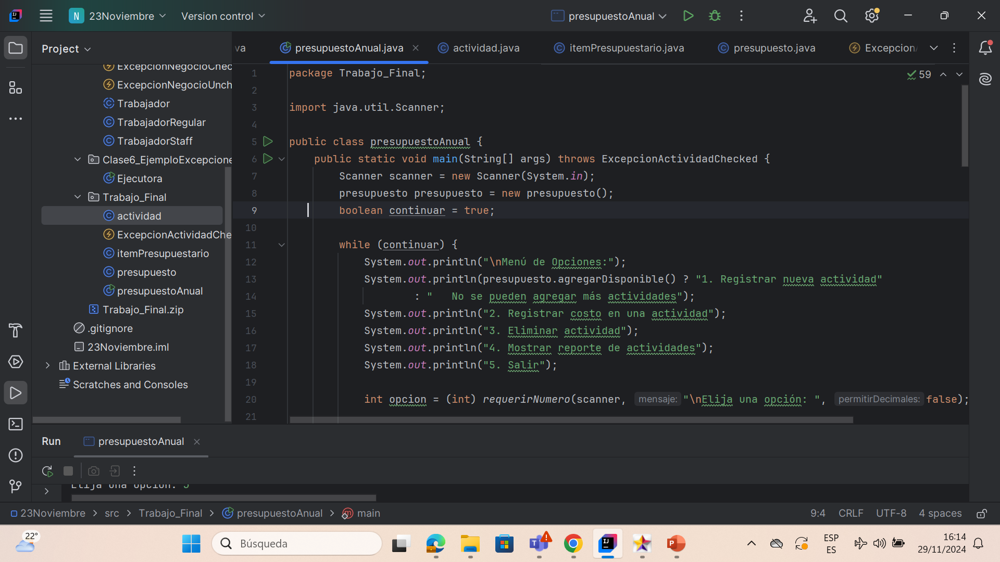 N 23Noviembre Version control presupuestoAnual
Project
va presupuestoAnual.java actividad.java itemPresupuestario.java presupuesto.java Excepcion
ExcepcionNegocioChec
ExcepcionNegocioUnch
Trabajador
TrabajadorRegular
TrabajadorStaff
Clase6_EjemploExcepcione
Ejecutora
Trabajo_Final
actividad
ExcepcionActividadChe
itemPresupuestario
presupuesto
presupuestoAnual
Trabajo_Final.zip
.gitignore
23Noviembre.iml
External Libraries
Scratches and Consoles
59
1 package Trabajo_Final;
2
3 import java.util.Scanner;
4
5 public class presupuestoAnual {
6 public static void main(String[] args) throws ExcepcionActividadChecked {
7 Scanner scanner = new Scanner(System.in);
8 presupuesto presupuesto = new presupuesto();
9 boolean continuar = true;
10
11 while (continuar) {
12 System.out.println("\nMenú de Opciones:");
13 System.out.println(presupuesto.agregarDisponible() ? "1. Registrar nueva actividad"
14 : "   No se pueden agregar más actividades");
15 System.out.println("2. Registrar costo en una actividad");
16 System.out.println("3. Eliminar actividad");
17 System.out.println("4. Mostrar reporte de actividades");
18 System.out.println("5. Salir");
19
20 int opcion = (int) requerirNumero(scanner, mensaje: "\nElija una opción: ", permitirDecimales: false);
21
Run presupuestoAnual
Elija una opción: 5
23Noviembre > src > Trabajo_Final > presupuestoAnual > main
9:4 CRLF UTF-8 4 spaces
22°
Búsqueda
ESP
ES
16:14
29/11/2024